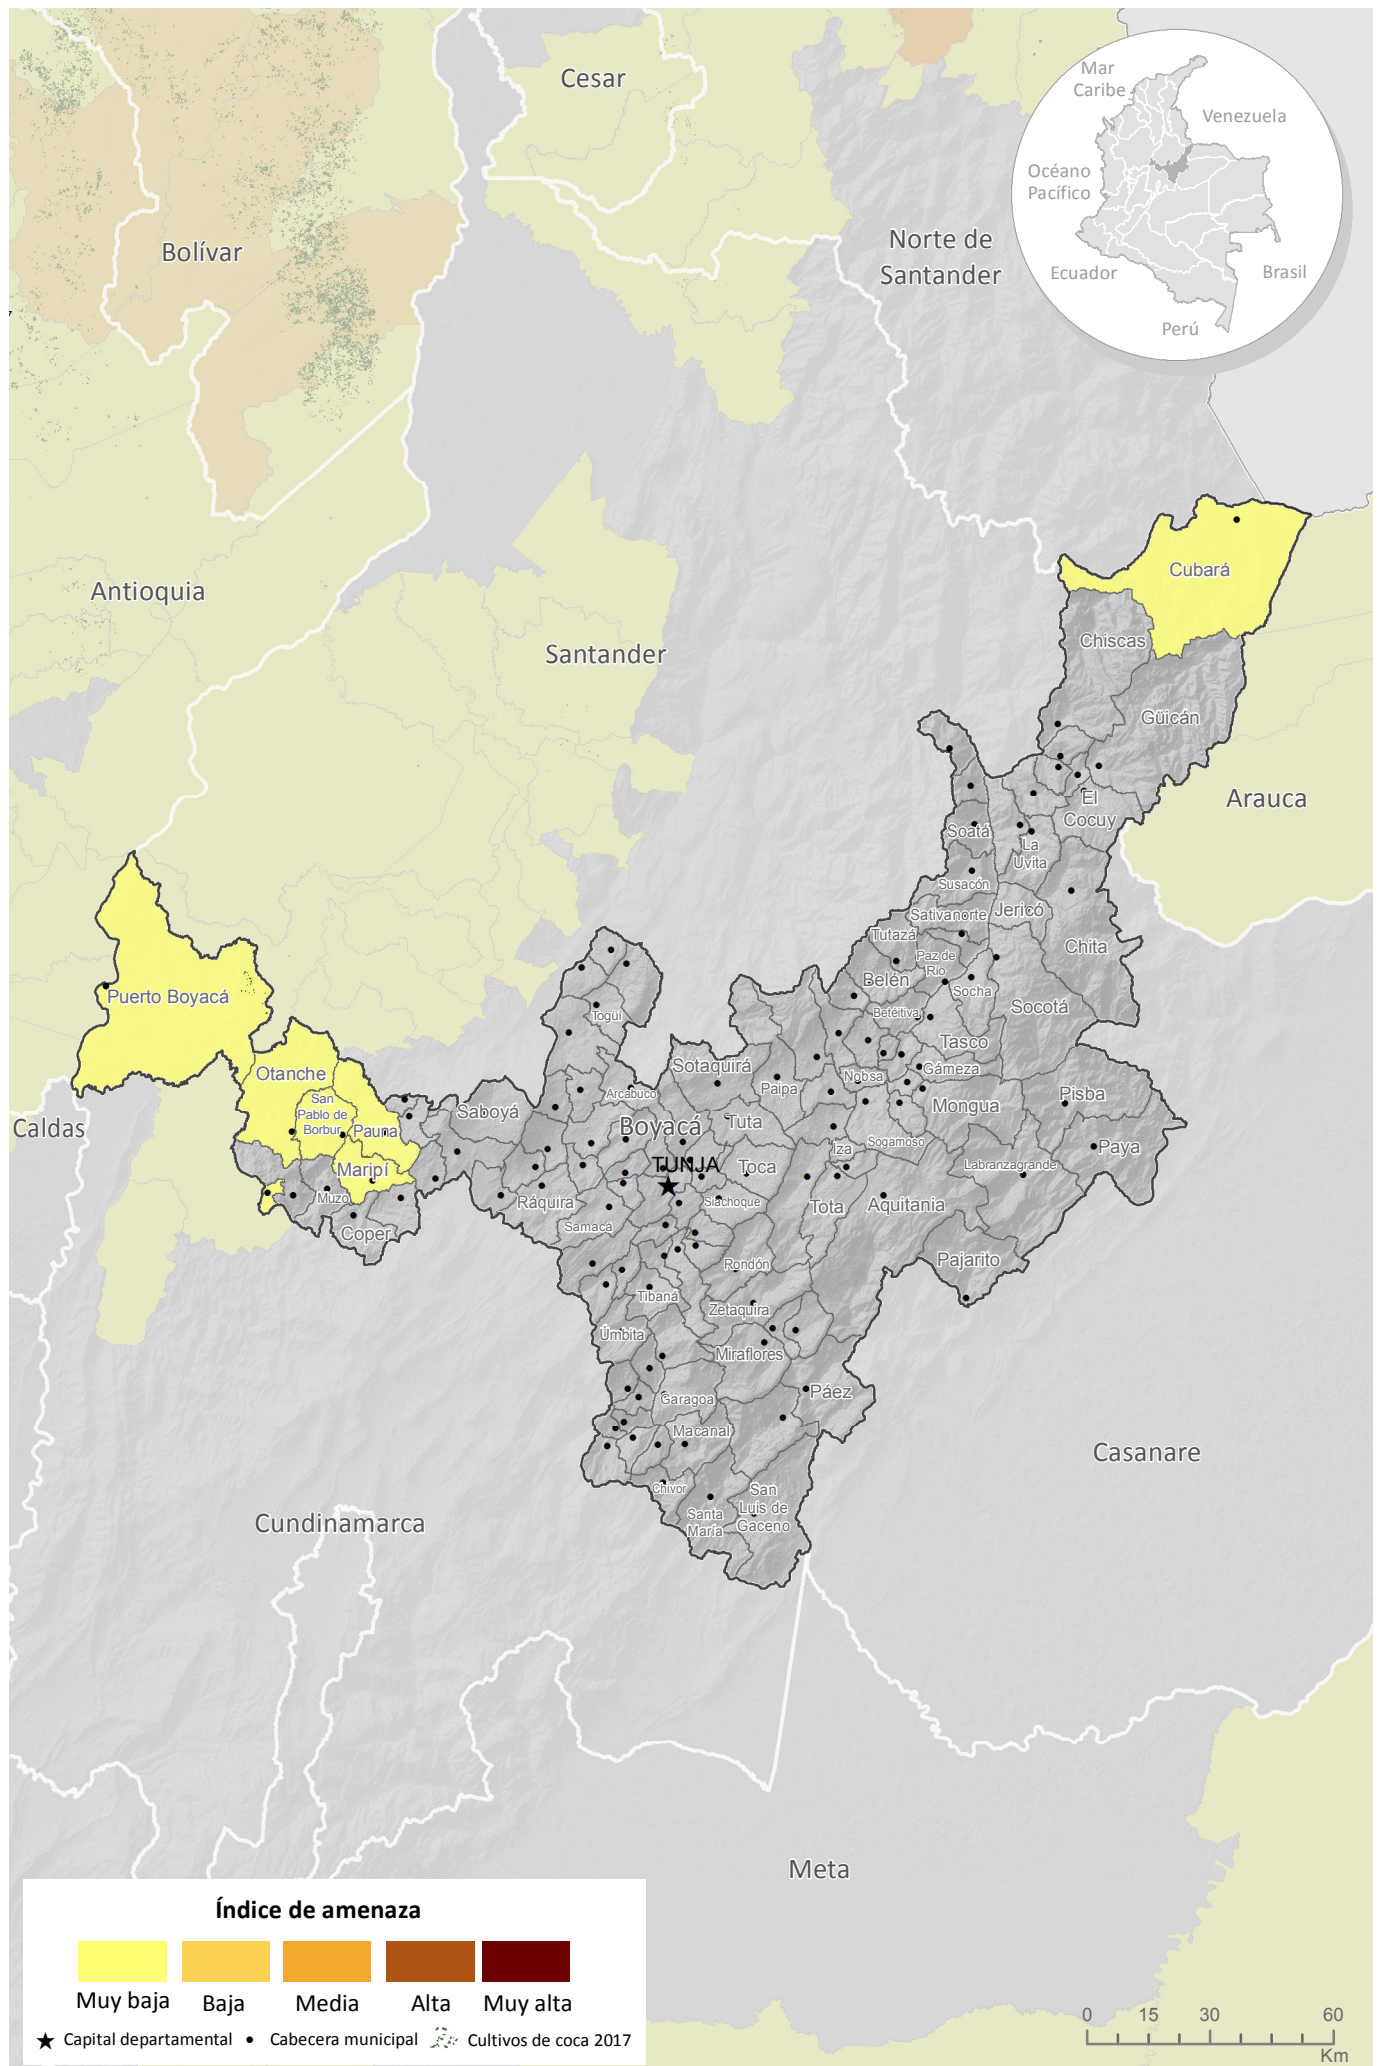 Cesar
Mar
Caribe
Venezuela
Océano
Pacífico
Ecuador
Brasil
Perú
Bolívar
Norte de
Santander
Antioquia
Santander
Arauca
Cubará
Chiscas
Güicán
El
Cocuy
Soatá
La
Uvita
Susacón
Sativanorte
Jericó
Tutazá
Chita
Paz de
Rio
Belén
Socha
Socotá
Betéitiva
Puerto Boyacá
Togüí
Tasco
Otanche
Sotaquirá
Gámeza
Nobsa
Paipa
Pisba
San
Pablo de
Borbur
Arcabuco
Saboyá
Mongua
Caldas
Pauna
Boyacá
Tuta
Sogamoso
Iza
Paya
Maripí
TUNJA
Toca
Labranzagrande
Muzo
Ráquira
Siachoque
Tota
Aquitania
Coper
Samacá
Rondón
Pajarito
Tibaná
Zetaquira
Úmbita
Miraflores
Páez
Garagoa
Macanal
Casanare
Chivor
San
Luis de
Gaceno
Santa
María
Cundinamarca
Meta
Índice de amenaza
Muy baja
Baja
Media
Alta
Muy alta
Capital departamental
Cabecera municipal
Cultivos de coca 2017
0 15 30 60
Km